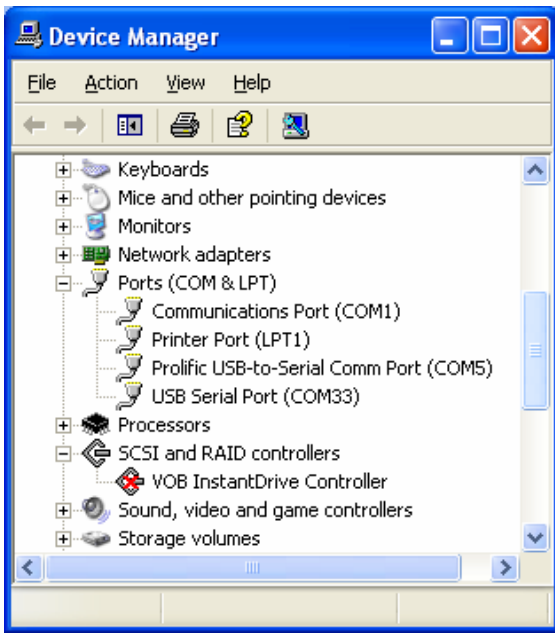 Device Manager
File Action View Help
Keyboards
Mice and other pointing devices
Monitors
Network adapters
Ports (COM & LPT)
Communications Port (COM1)
Printer Port (LPT1)
Prolific USB-to-Serial Comm Port (COM5)
USB Serial Port (COM33)
Processors
SCSI and RAID controllers
VOB InstantDrive Controller
Sound, video and game controllers
Storage volumes